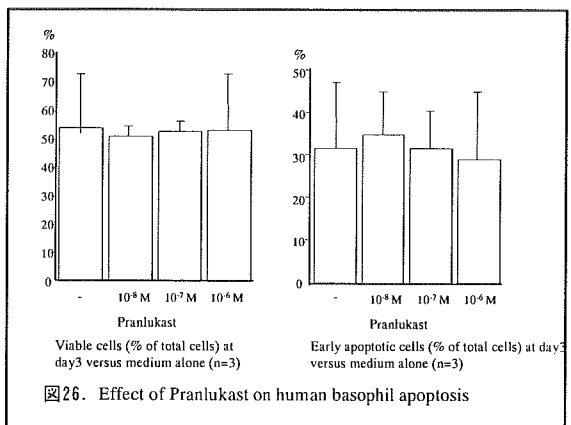 %
80
70
60
50
40
30
20
10
0
- 10-8 M 10-7 M 10-6 M
Pranlukast
Viable cells (% of total cells) at
day3 versus medium alone (n=3)
%
50
40
30
20
10
0
- 10-8 M 10-7 M 10-6 M
Pranlukast
Early apoptotic cells (% of total cells) at day3
versus medium alone (n=3)
図26. Effect of Pranlukast on human basophil apoptosis